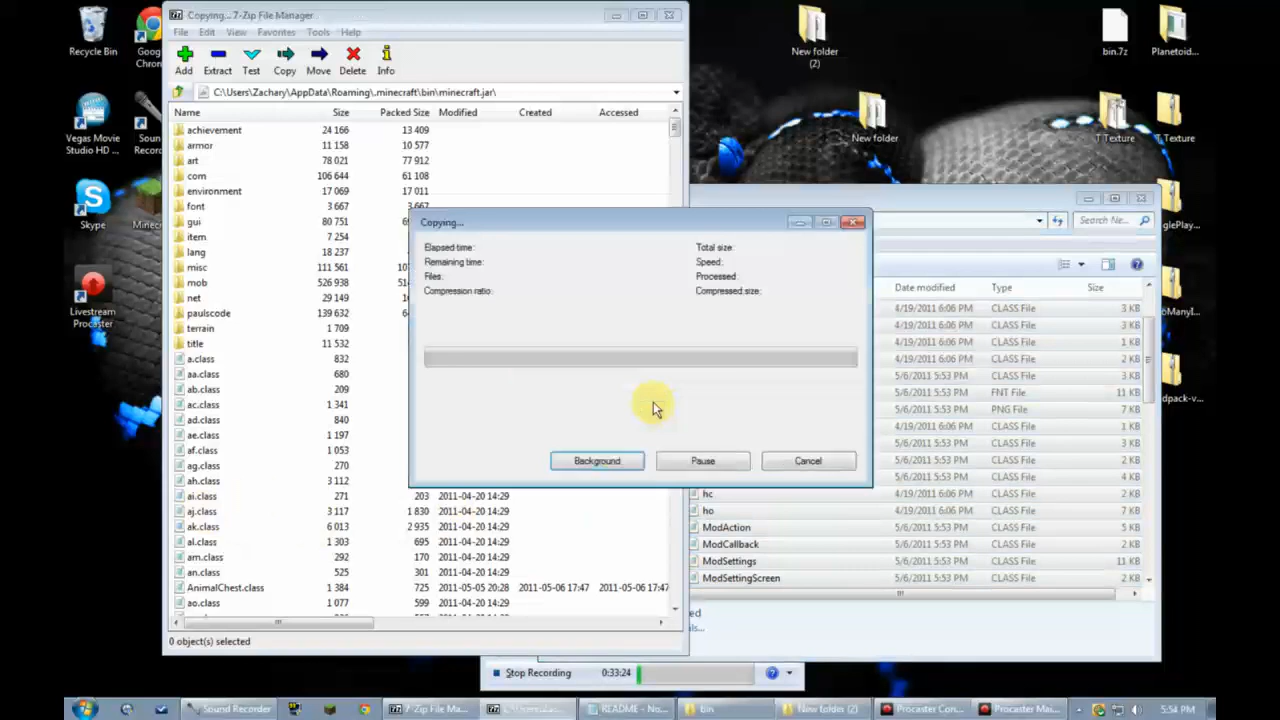 Copying... 7-Zip File Manager
File Edit View Favorites Tools Help
Add Extract Test Copy Move Delete Info
C:\Users\Zachary\AppData\Roaming\.minecraft\bin\minecraft.jar\
Name Size Packed Size Modified Created Accessed
achievement 24 166 13 409
armor 11 158 10 577
art 78 021 77 912
com 106 644 61 108
environment 17 069 17 011
font 3 667 3 667
gui 80 751
item 7 254
lang 18 237
misc 111 561
mob 526 938
net 29 149
paulscode 139 632
terrain 1 709
title 11 532
a.class 832
aa.class 680
ab.class 209
ac.class 1 341
ad.class 840
ae.class 1 197
af.class 1 053
ag.class 270
ah.class 3 112
ai.class 271 203 2011-04-20 14:29
aj.class 3 117 1 830 2011-04-20 14:29
ak.class 6 013 2 935 2011-04-20 14:29
al.class 1 303 695 2011-04-20 14:29
am.class 292 170 2011-04-20 14:29
an.class 525 301 2011-04-20 14:29
AnimalChest.class 1 384 725 2011-05-05 20:28 2011-05-06 17:47 2011-05-06 17:47
ao.class 1 077 599 2011-04-20 14:29
0 object(s) selected
Copying...
Elapsed time:
Remaining time:
Files:
Compression ratio:
Total size:
Speed:
Processed:
Compressed size:
Background Pause Cancel
Search Ne...
Date modified Type Size
4/19/2011 6:06 PM CLASS File 3 KB
4/19/2011 6:06 PM CLASS File 2 KB
4/19/2011 6:06 PM CLASS File 1 KB
4/19/2011 6:06 PM CLASS File 2 KB
5/6/2011 5:53 PM CLASS File 3 KB
5/6/2011 5:53 PM FNT File 11 KB
5/6/2011 5:53 PM PNG File 7 KB
4/19/2011 6:06 PM CLASS File 1 KB
5/6/2011 5:53 PM CLASS File 6 KB
5/6/2011 5:53 PM CLASS File 2 KB
5/6/2011 5:53 PM CLASS File 4 KB
hc 4/19/2011 6:06 PM CLASS File 2 KB
ho 4/19/2011 6:06 PM CLASS File 7 KB
ModAction 5/6/2011 5:53 PM CLASS File 5 KB
ModCallback 5/6/2011 5:53 PM CLASS File 2 KB
ModSettings 5/6/2011 5:53 PM CLASS File 11 KB
ModSettingScreen 5/6/2011 5:53 PM CLASS File 2 KB
Stop Recording 0:33:24
Recycle Bin
Vegas Movie
Studio HD ...
Skype
Livestream
Procaster
New folder
(2)
New folder
bin.7z
Planetoid...
T Texture
T Texture
Sound Recorder 7-Zip File Ma... README - No... bin New folder (2) Procaster Con... Procaster Mai... 5:54 PM